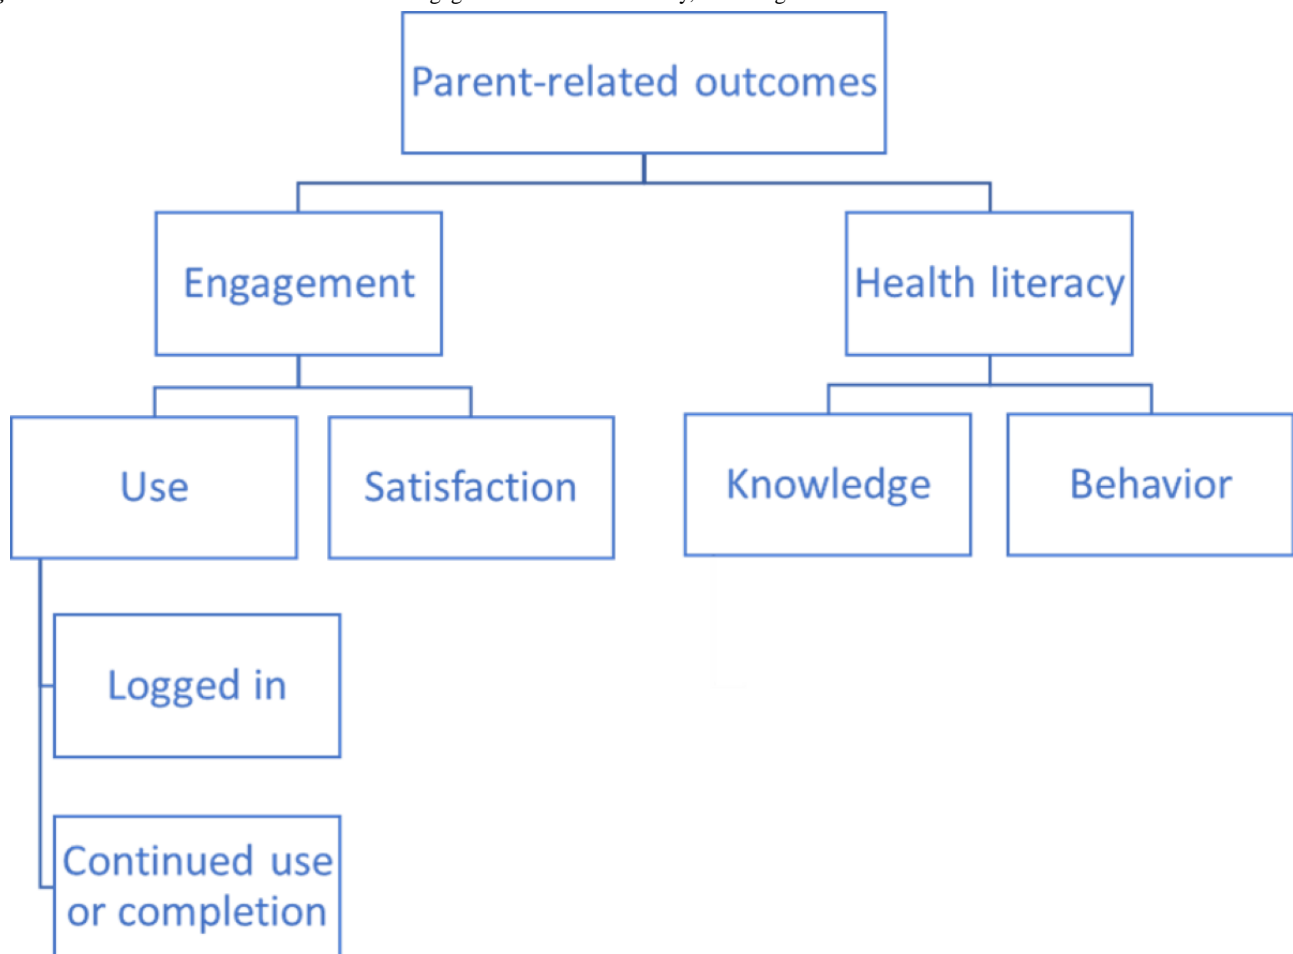 Parent-related outcomes
Engagement
Health literacy
Use
Satisfaction
Knowledge
Behavior
Logged in
Continued use
or completion